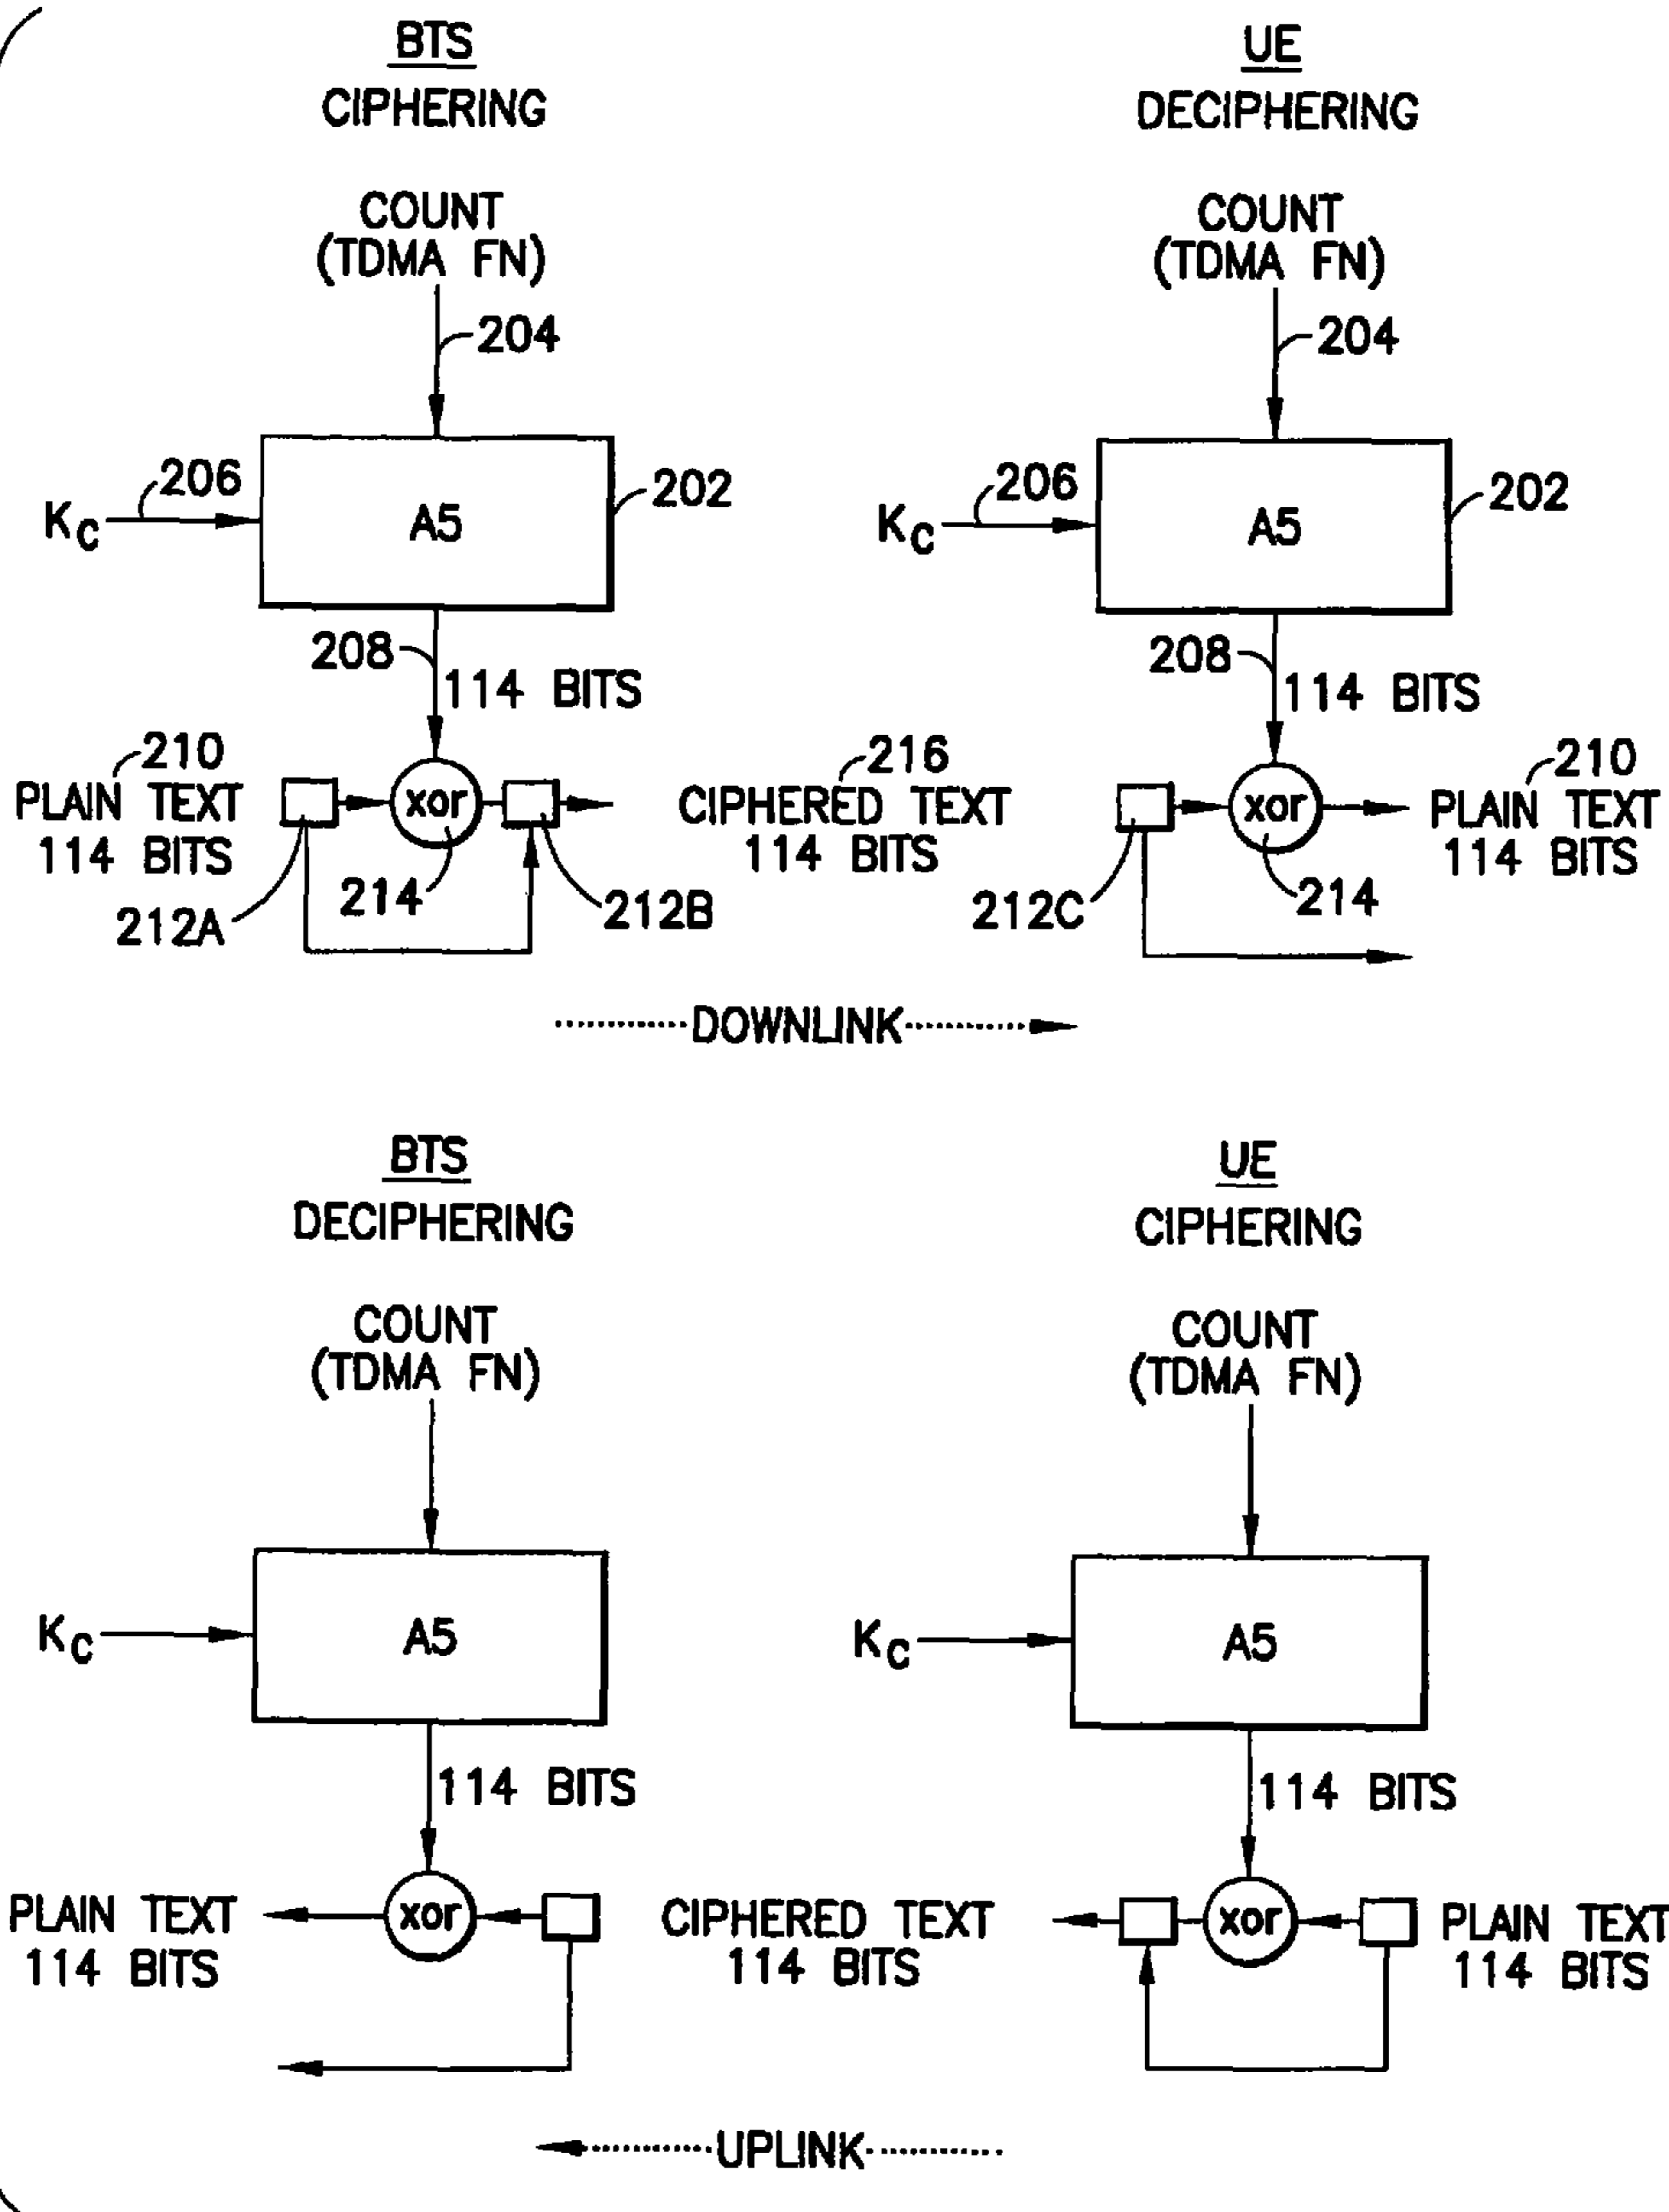 BTS
CIPHERING
COUNT
(TDMA FN)
204
206
KC
A5
202
208
114 BITS
210
PLAIN TEXT
114 BITS
xor
216
CIPHERED TEXT
114 BITS
212A
214
212B
UE
DECIPHERING
COUNT
(TDMA FN)
204
206
KC
A5
202
208
114 BITS
xor
210
PLAIN TEXT
114 BITS
212C
214
DOWNLINK
BTS
DECIPHERING
COUNT
(TDMA FN)
KC
A5
114 BITS
PLAIN TEXT
114 BITS
xor
CIPHERED TEXT
114 BITS
UE
CIPHERING
COUNT
(TDMA FN)
KC
A5
114 BITS
xor
PLAIN TEXT
114 BITS
UPLINK